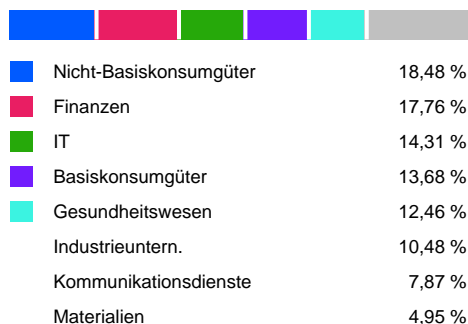 Nicht-Basiskonsumgüter 18,48 %
Finanzen 17,76 %
IT 14,31 %
Basiskonsumgüter 13,68 %
Gesundheitswesen 12,46 %
Industrieuntern. 10,48 %
Kommunikationsdienste 7,87 %
Materialien 4,95 %